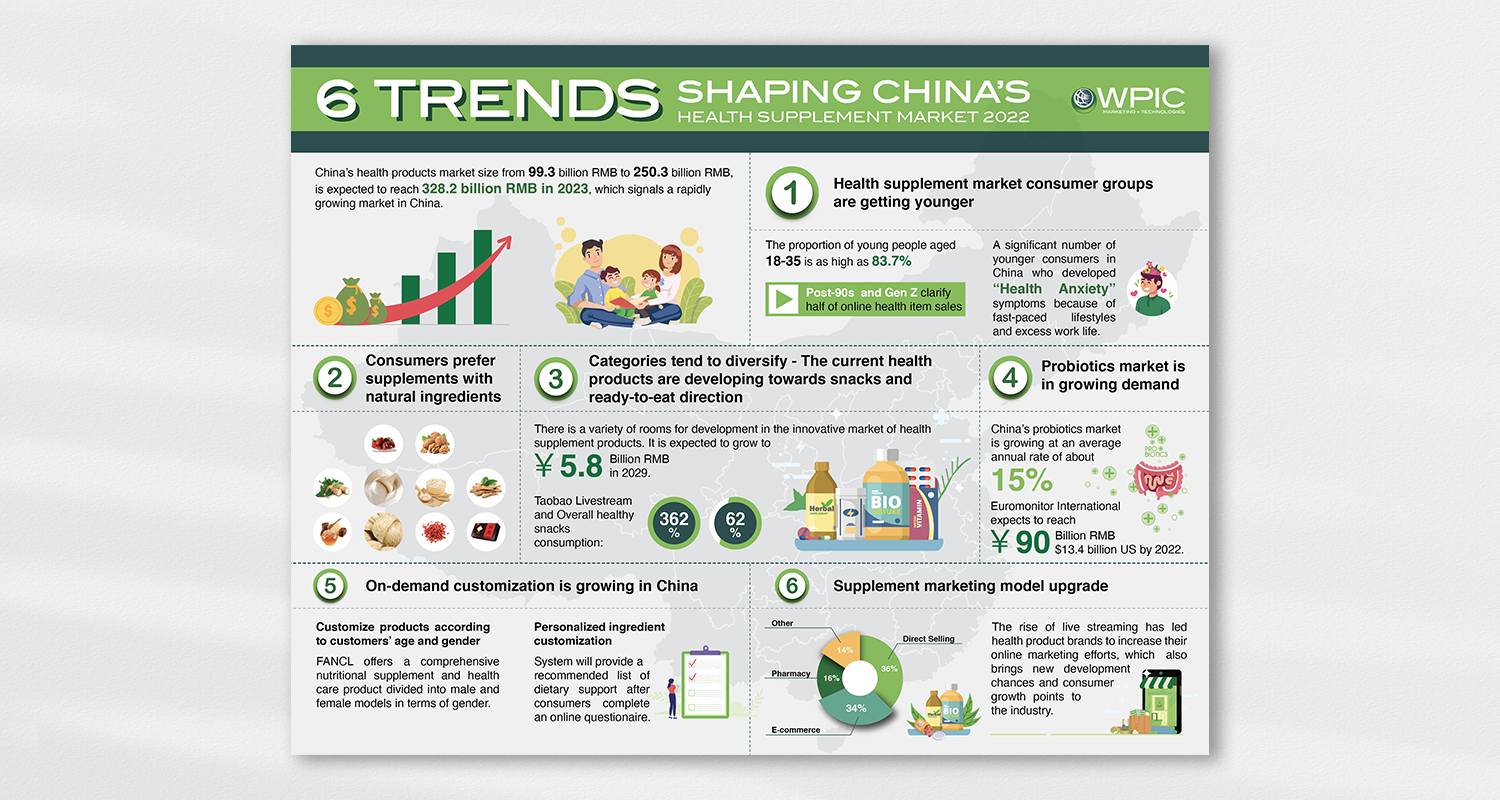 6 TRENDS
SHAPING CHINA'S
HEALTH SUPPLEMENT MARKET 2022
WPIC
MARKETING + TECHNOLOGIES
China's health products market size from 99.3 billion RMB to 250.3 billion RMB,
is expected to reach 328.2 billion RMB in 2023, which signals a rapidly
growing market in China.
$
$
$
1
Health supplement market consumer groups
are getting younger
The proportion of young people aged
18-35 is as high as 83.7%
Post-90s and Gen Z clarify
half of online health item sales
A significant number of
younger consumers in
China who developed
“Health Anxiety”
symptoms because of
fast-paced lifestyles
and excess work life.
2
Consumers prefer
supplements with
natural ingredients
3
Categories tend to diversify - The current health
products are developing towards snacks and
ready-to-eat direction
There is a variety of rooms for development in the innovative market of health
supplement products. It is expected to grow to
¥ 5.8 Billion RMB
in 2029.
Taobao Livestream
and Overall healthy
snacks
consumption:
362
%
62
%
Herbal
BIO
VITAMIN
4
Probiotics market is
in growing demand
China's probiotics market
is growing at an average
annual rate of about
15%
PRO
BIOTICS
Euromonitor International
expects to reach
¥ 90 Billion RMB
$13.4 billion US by 2022.
5
On-demand customization is growing in China
Customize products according
to customers' age and gender
FANCL offers a comprehensive
nutritional supplement and health
care product divided into male and
female models in terms of gender.
Personalized ingredient
customization
System will provide a
recommended list of
dietary support after
consumers complete
an online questionaire.
6
Supplement marketing model upgrade
Other
14%
Direct Selling
36%
Pharmacy
16%
34%
E-commerce
Herbal
BIO
The rise of live streaming has led
health product brands to increase their
online marketing efforts, which also
brings new development
chances and consumer
growth points to
the industry.